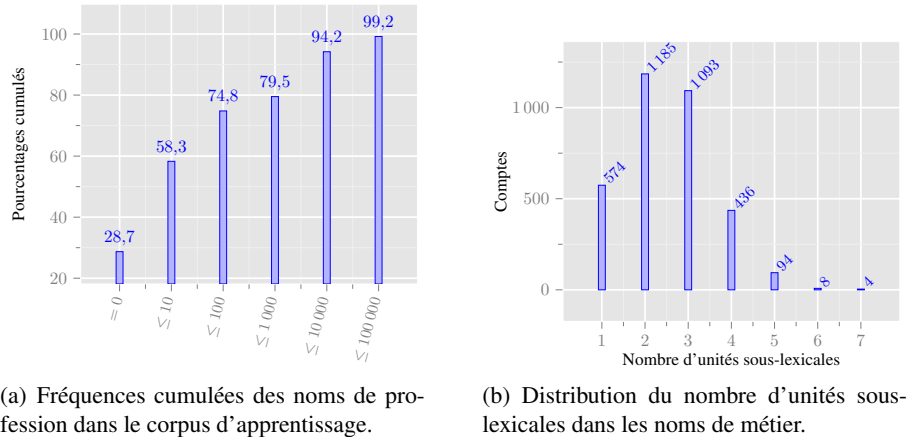 Pourcentages cumulés
100
80
60
40
20
28,7
58,3
74,8
79,5
94,2
99,2
= 0
<= 10
<= 100
<= 1 000
<= 10 000
<= 100 000
(a) Fréquences cumulées des noms de pro-
fession dans le corpus d'apprentissage.
Comptes
1 000
500
0
574
1 185
1 093
436
94
8
4
1 2 3 4 5 6 7
Nombre d'unités sous-lexicales
(b) Distribution du nombre d'unités sous-
lexicales dans les noms de métier.